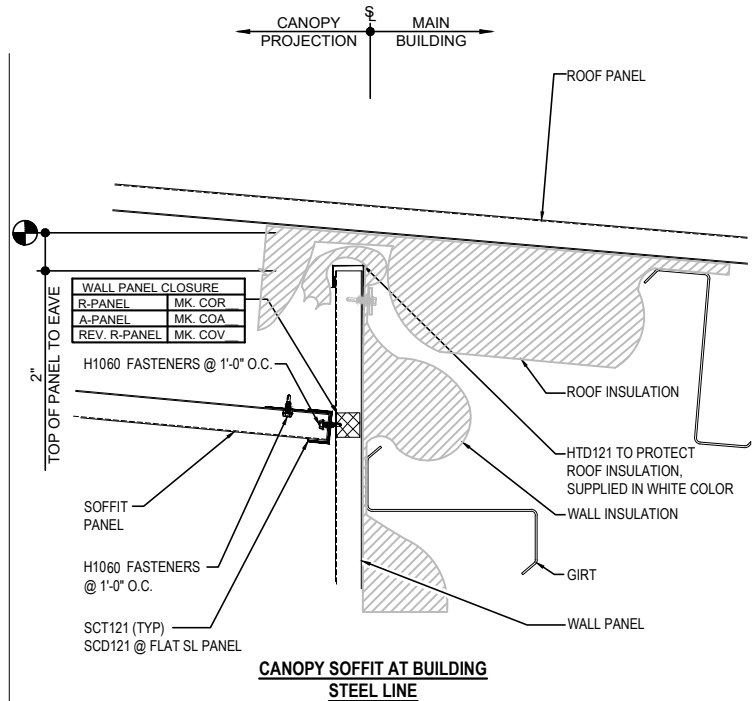 SL
CANOPY
PROJECTION
MAIN
BUILDING
ROOF PANEL
WALL PANEL CLOSURE
R-PANEL MK. COR__
A-PANEL MK. COA__
REV. R-PANEL MK. COV__
2"
TOP OF PANEL TO EAVE
H1060 FASTENERS @ 1'-0" O.C.
ROOF INSULATION
HTD121 TO PROTECT
ROOF INSULATION,
SUPPLIED IN WHITE COLOR
WALL INSULATION
SOFFIT
PANEL
H1060 FASTENERS
@ 1'-0" O.C.
GIRT
SCT121 (TYP)
SCD121 @ FLAT SL PANEL
WALL PANEL
CANOPY SOFFIT AT BUILDING
STEEL LINE